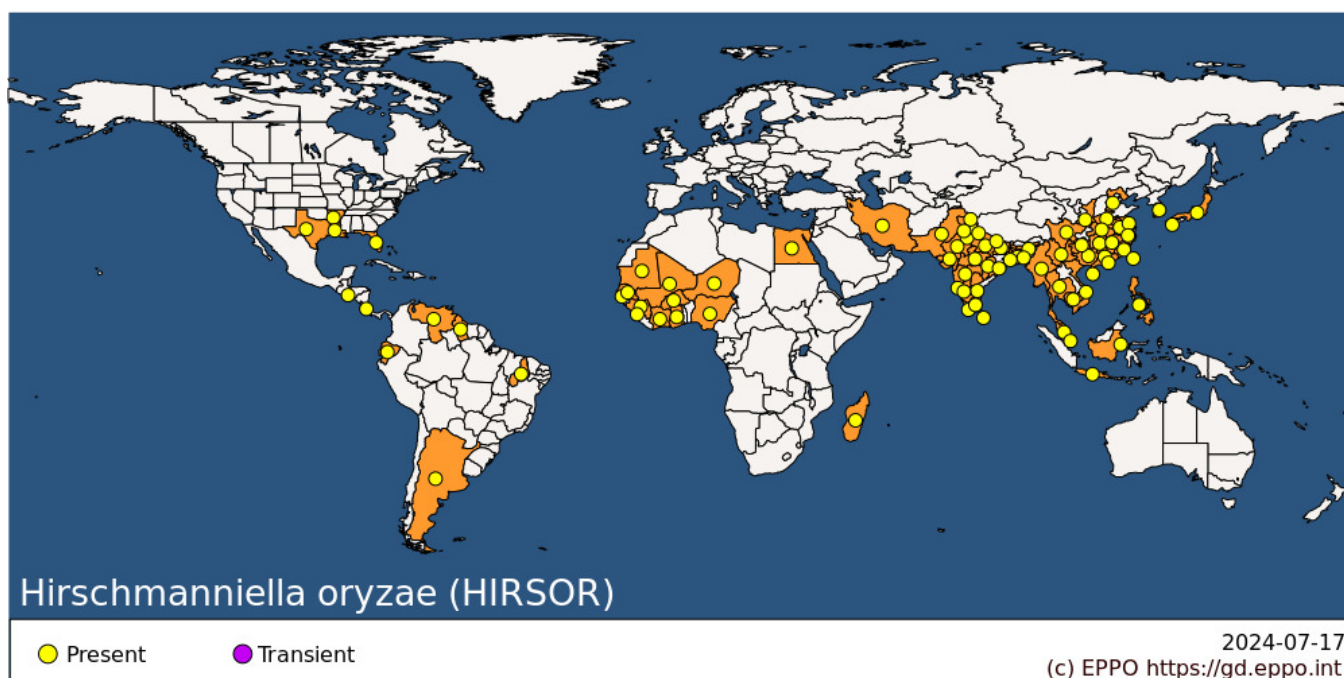 Hirschmanniella oryzae (HIRSOR)
Present
Transient
2024-07-17
(c) EPPO https://gd.eppo.int